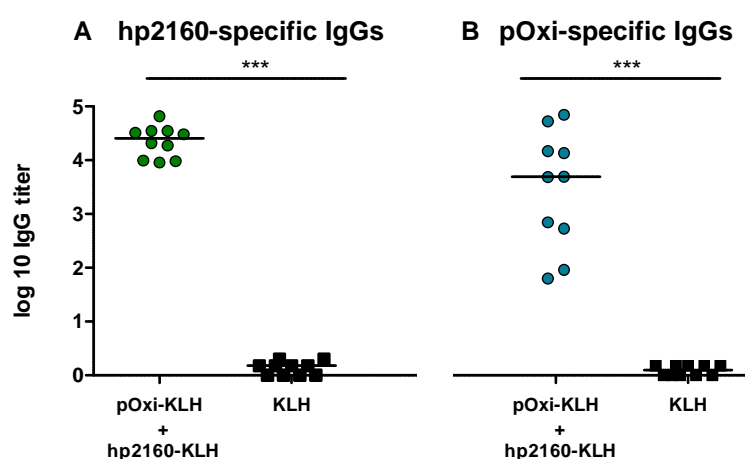 A hp2160-specific IgGs
B pOxi-specific IgGs
***
***
log 10 IgG titer
5
4
3
2
1
0
pOxi-KLH
+
hp2160-KLH
KLH
pOxi-KLH
+
hp2160-KLH
KLH